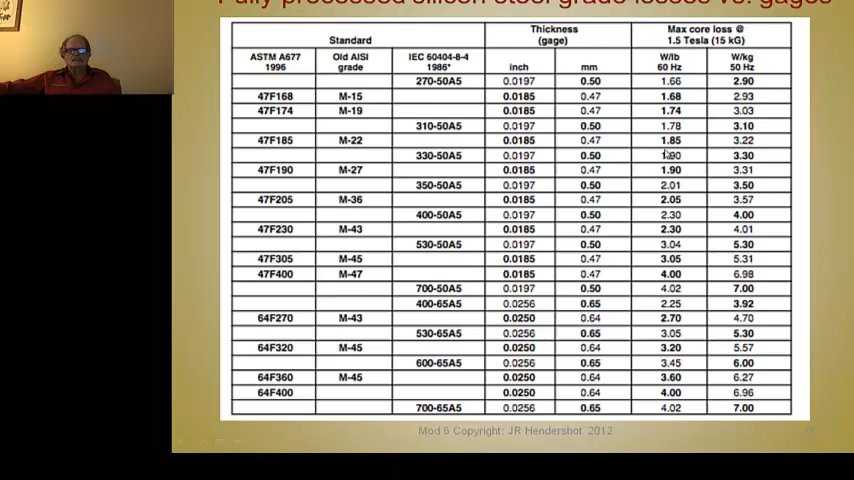 Fully processed silicon steel grade losses vs. gages
Standard Thickness (gage) Max core loss @ 1.5 Tesla (15 kG)
ASTM A677 1996 Old AISI grade IEC 60404-8-4 1986* inch mm W/lb 60 Hz W/kg 50 Hz
270-50A5 0.0197 0.50 1.66 2.90
47F168 M-15 0.0185 0.47 1.68 2.93
47F174 M-19 0.0185 0.47 1.74 3.03
310-50A5 0.0197 0.50 1.78 3.10
47F185 M-22 0.0185 0.47 1.85 3.22
330-50A5 0.0197 0.50 1.90 3.30
47F190 M-27 0.0185 0.47 1.90 3.31
350-50A5 0.0197 0.50 2.01 3.50
47F205 M-36 0.0185 0.47 2.05 3.57
400-50A5 0.0197 0.50 2.30 4.00
47F230 M-43 0.0185 0.47 2.30 4.01
530-50A5 0.0197 0.50 3.04 5.30
47F305 M-45 0.0185 0.47 3.05 5.31
47F400 M-47 0.0185 0.47 4.00 6.98
700-50A5 0.0197 0.50 4.02 7.00
400-65A5 0.0256 0.65 2.25 3.92
64F270 M-43 0.0250 0.64 2.70 4.70
530-65A5 0.0256 0.65 3.05 5.30
64F320 M-45 0.0250 0.64 3.20 5.57
600-65A5 0.0256 0.65 3.45 6.00
64F360 M-45 0.0250 0.64 3.60 6.27
64F400 0.0250 0.64 4.00 6.96
700-65A5 0.0256 0.65 4.02 7.00
Mod 6 Copyright: JR Hendershot 2012